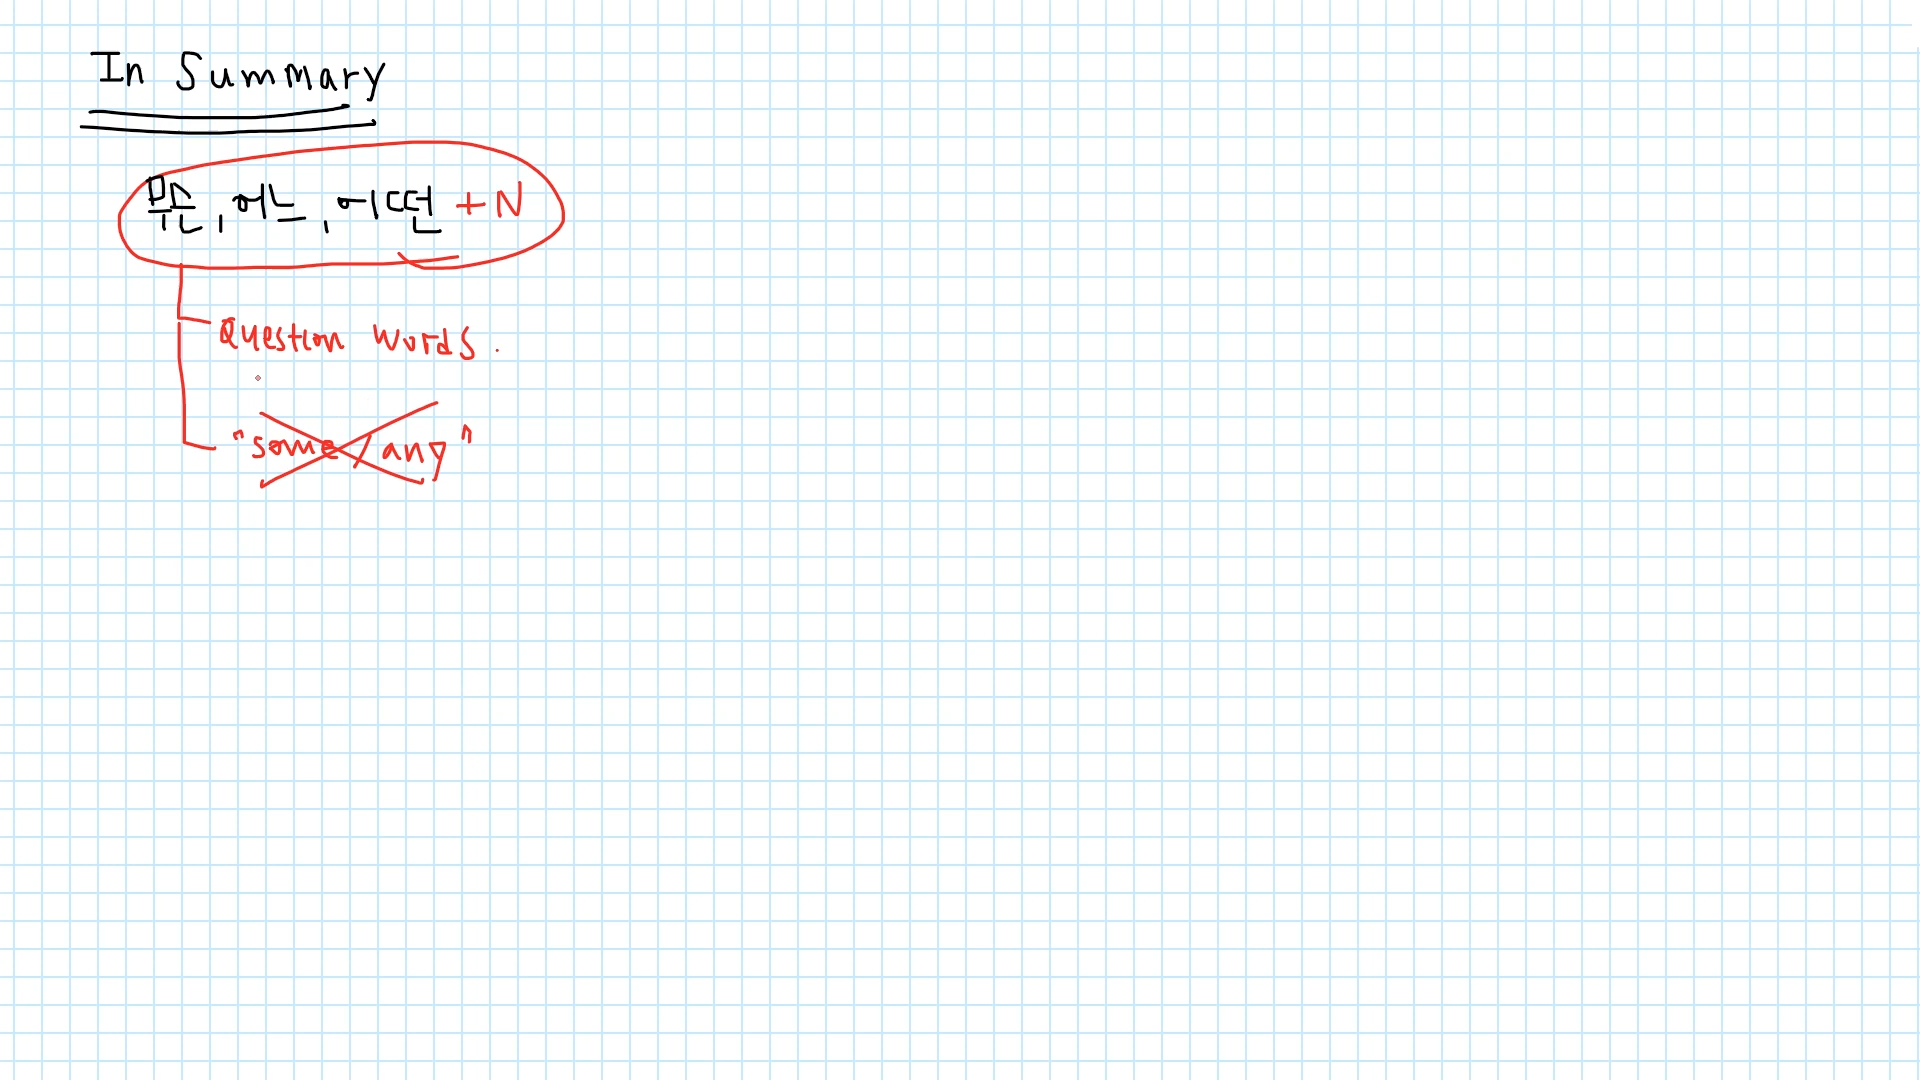 In Summary
무슨, 어느, 어떤 + N
Question words.
"some / any"